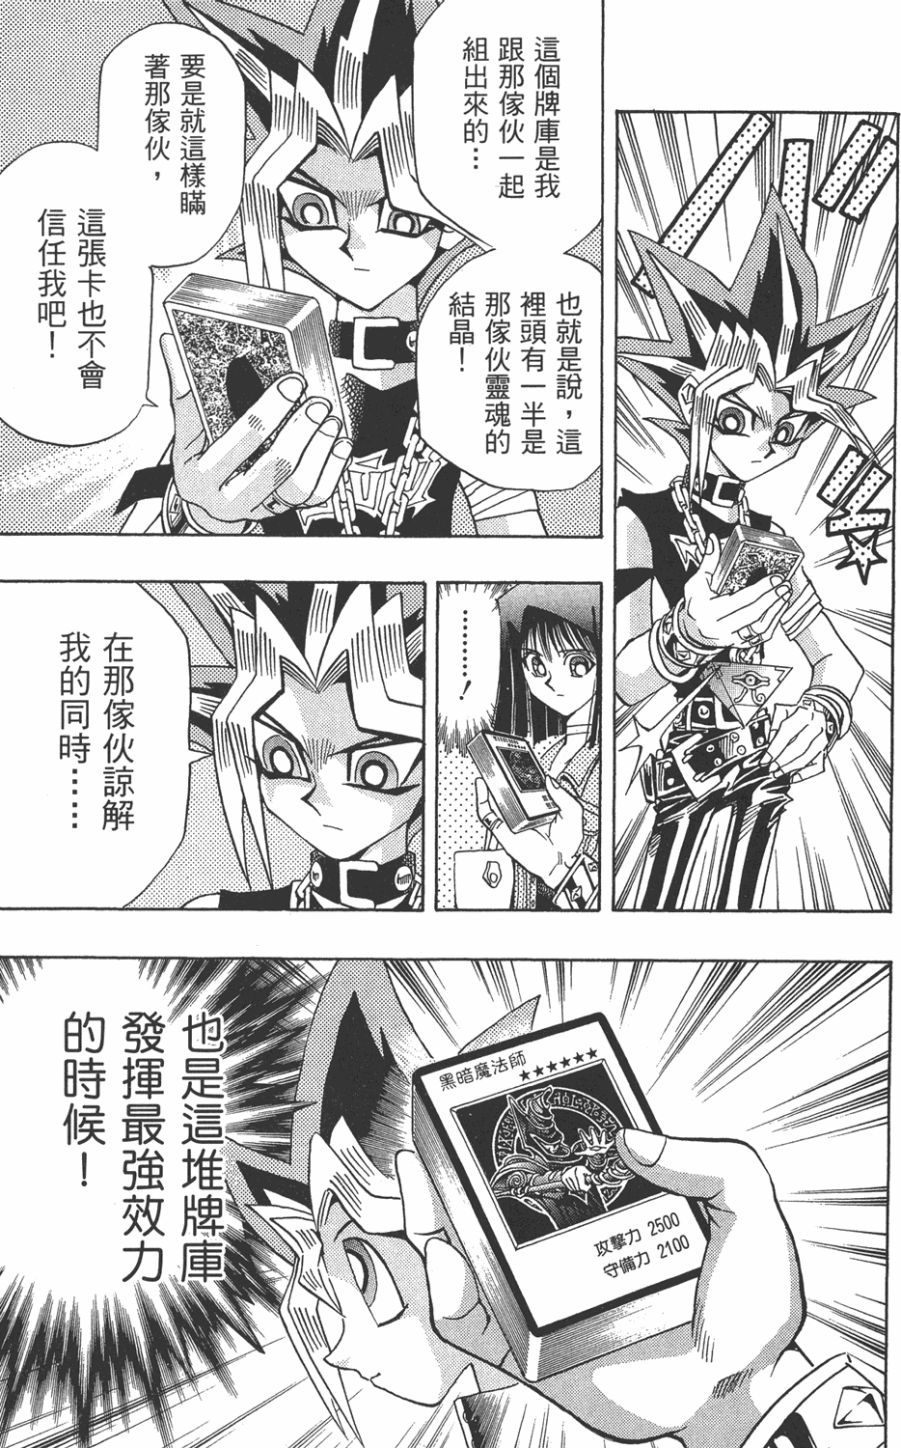 這個牌庫是我
跟那傢伙一起
組出來的…
也就是說，這
裡頭有一半是
那傢伙靈魂的
結晶！
要是就這樣瞞
著那傢伙，
這張卡也不會
信任我吧！
………！
在那傢伙諒解
我的同時……
黑暗魔法師
攻擊力 2500
守備力 2100
也是這堆牌庫
發揮最強效力
的時候！